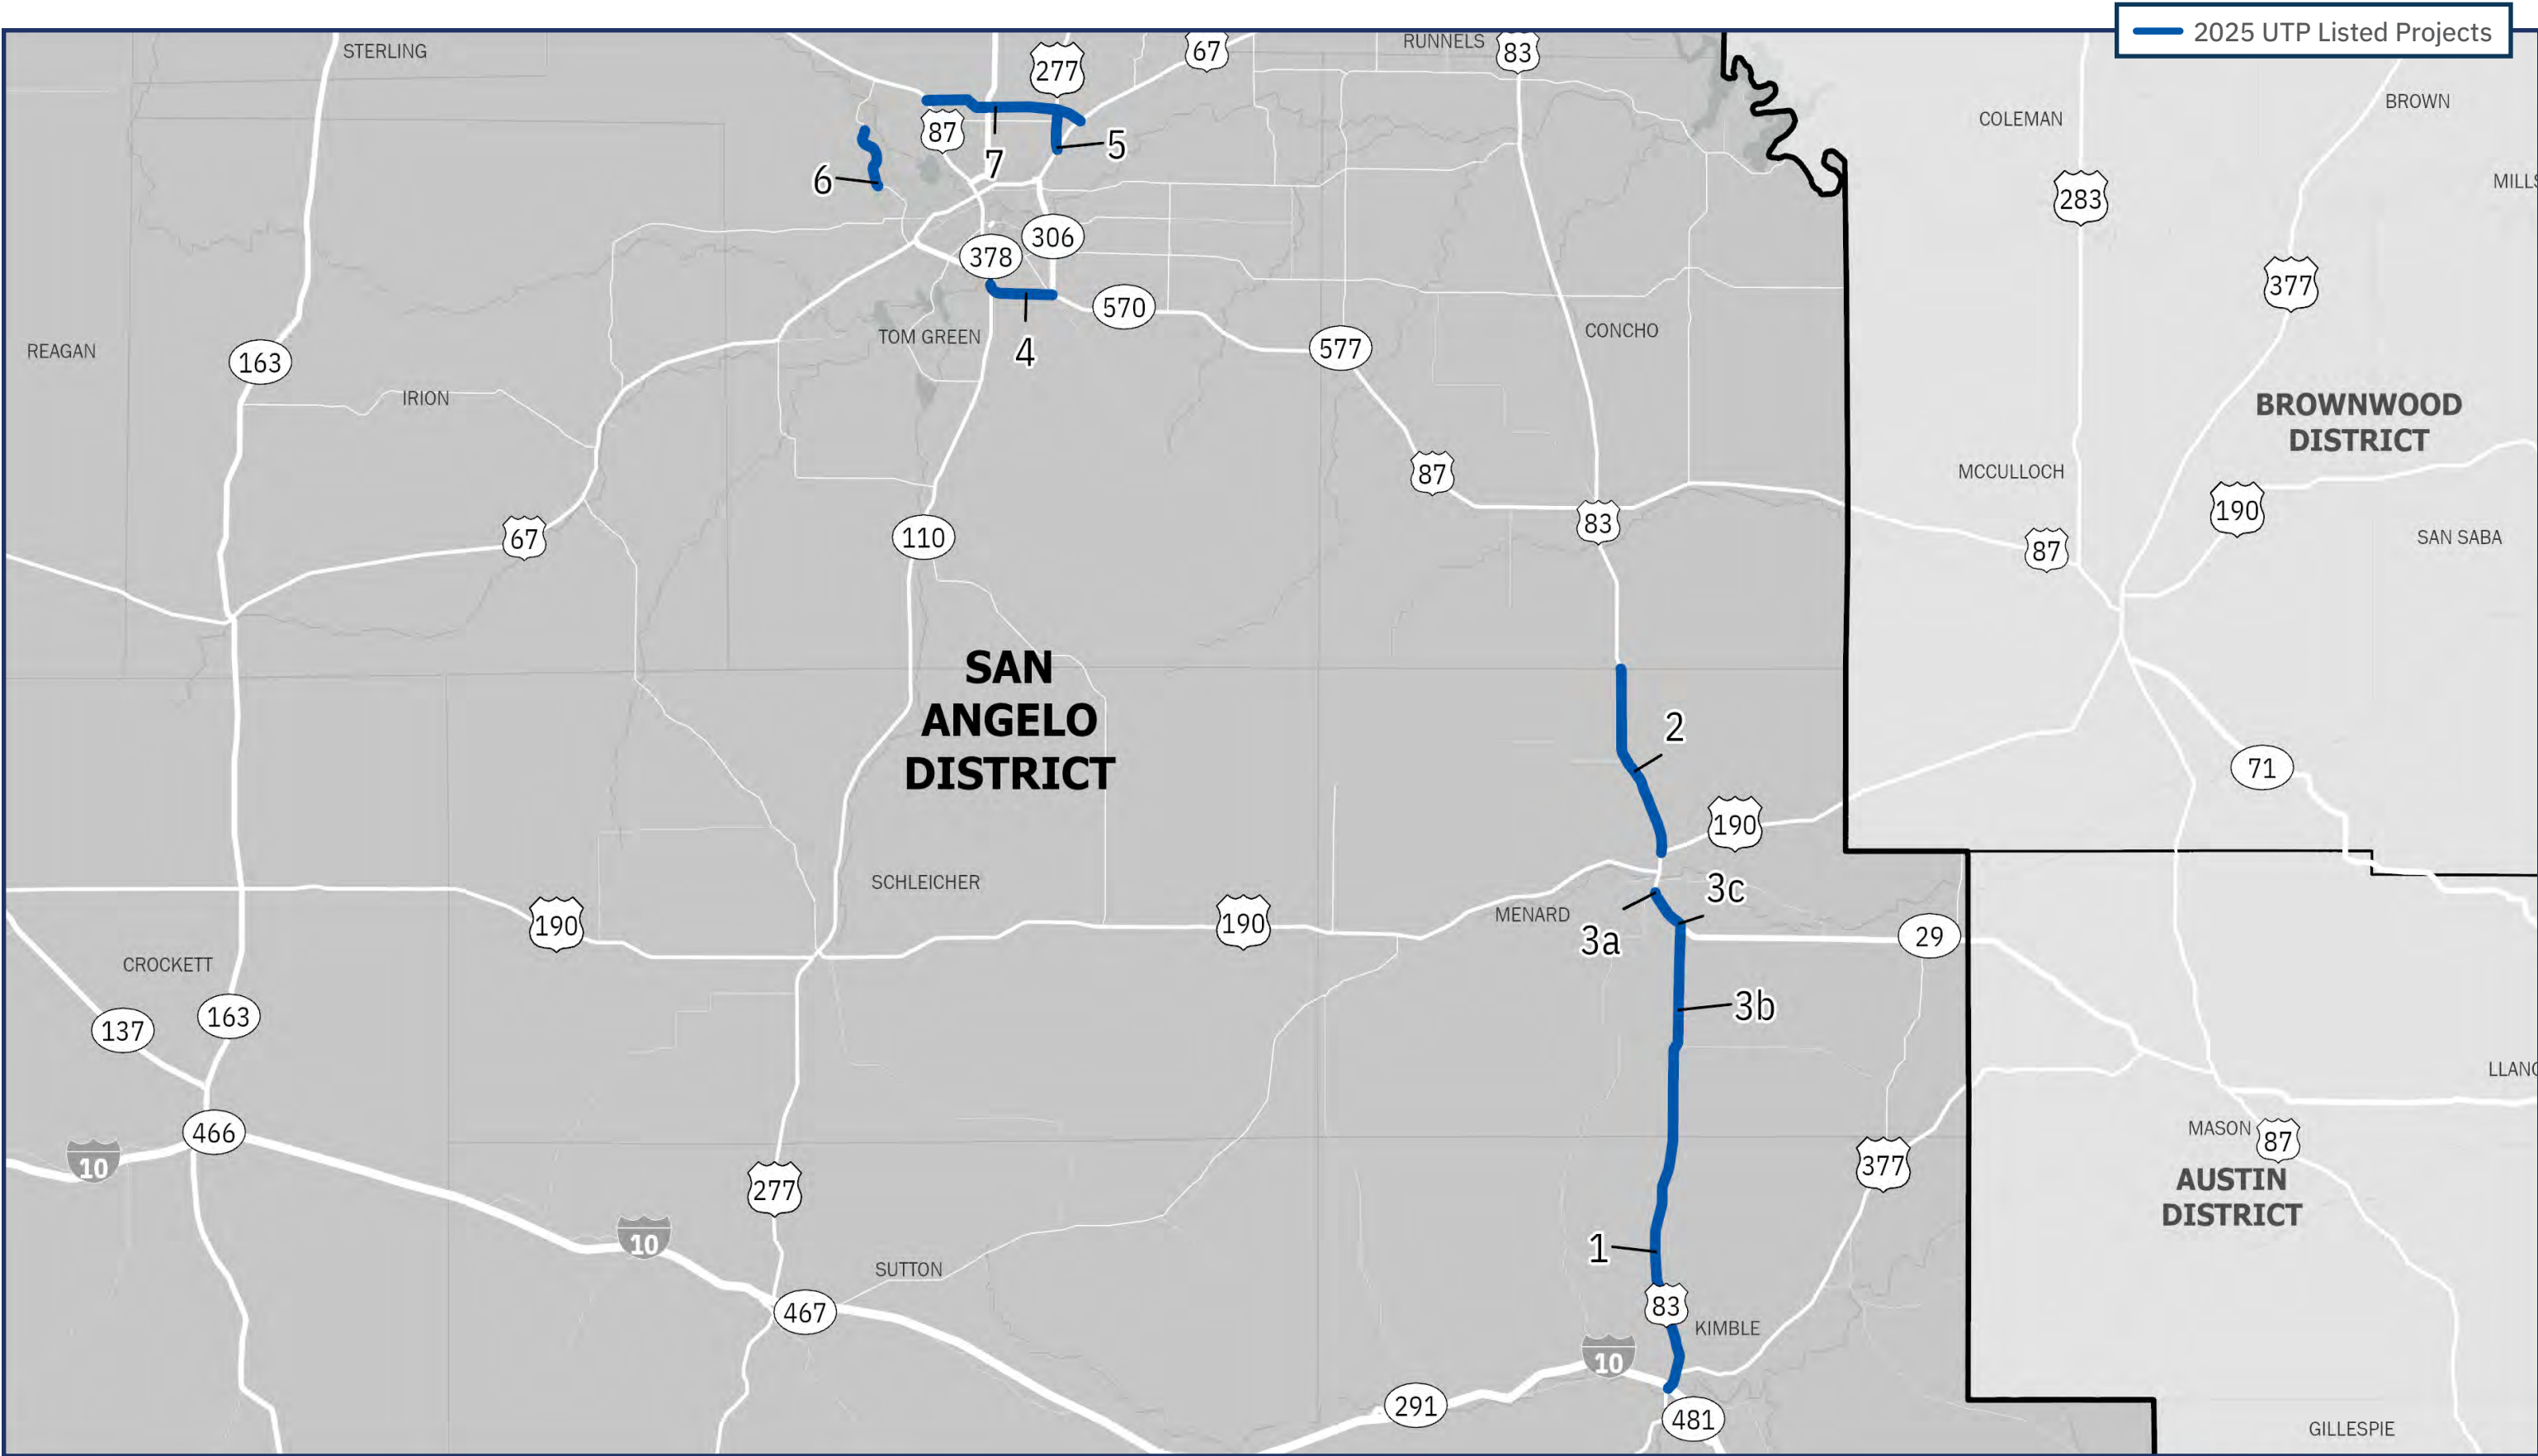 2025 UTP Listed Projects
STERLING
277
67
RUNNELS
83
BROWN
COLEMAN
87
7
5
6
283
MILLS
306
378
377
570
TOM GREEN
4
REAGAN
163
577
CONCHO
IRION
BROWNWOOD
DISTRICT
87
MCCULLOCH
190
67
110
83
87
SAN SABA
SAN
ANGELO
DISTRICT
2
71
190
SCHLEICHER
3c
190
190
MENARD
3a
29
CROCKETT
137
163
3b
466
10
MASON
87
377
AUSTIN
DISTRICT
277
10
1
SUTTON
467
83
KIMBLE
10
291
481
GILLESPIE